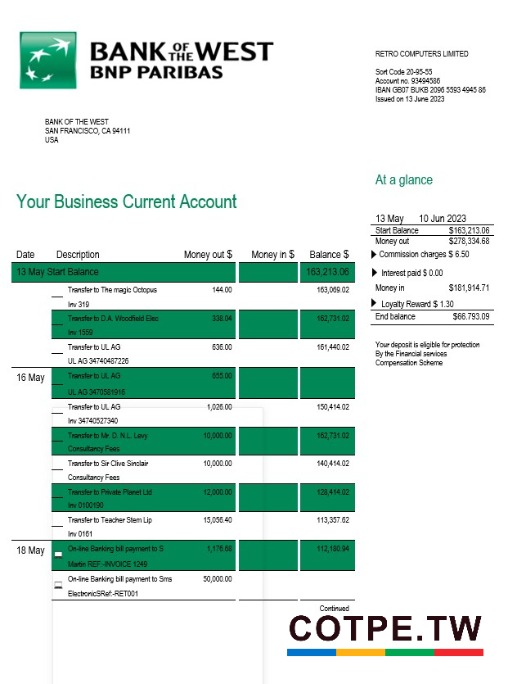 BANK OF THE WEST
BNP PARIBAS
RETRO COMPUTERS LIMITED
Sort Code 20-95-55
Account no. 93494586
IBAN GB07 BUKB 2096 5593 4945 86
Issued on 13 June 2023
BANK OF THE WEST
SAN FRANCISCO, CA 94111
USA
At a glance
Your Business Current Account
13 May 10 Jun 2023
Start Balance $163,213.06
Money out $278,334.68
Commission charges $ 6.50
Interest paid $ 0.00
Money in $181,914.71
Loyalty Reward $ 1.30
End balance $66.793.09
Your deposit is eligible for protection
By the Financial services
Compensation Scheme
Date Description Money out $ Money in $ Balance $
13 May Start Balance 163,213.06
Transfer to The magic Octopus 144.00 163,069.02
Inv 319
Transfer to D.A. Woodfield Elec 338.04 162,731.02
Inv 1559
Transfer to UL AG 636.00 161,440.02
UL AG 34740487226
16 May Transfer to UL AG 655.00
UL AG 3470581918
Transfer to UL AG 1,026.00 150,414.02
Inv 34740527340
Transfer to Mr. D. N.L. Levy 10,000.00 163,731.02
Consultancy Fees
Transfer to Sir Clive Sinclair 10,000.00 140,414.02
Consultancy Fees
Transfer to Private Planet Ltd 12,000.00 128,414.02
Inv 0100190
Transfer to Teacher Stem Lip 15,056.40 113,357.62
Inv 0161
18 May On-line Banking bill payment to S 1,176.68 112,180.94
Martin REF:-INVOICE 1249
On-line Banking bill payment to Sms 50,000.00
ElectronicSRef:-RET001
Continued
COTPE.TW